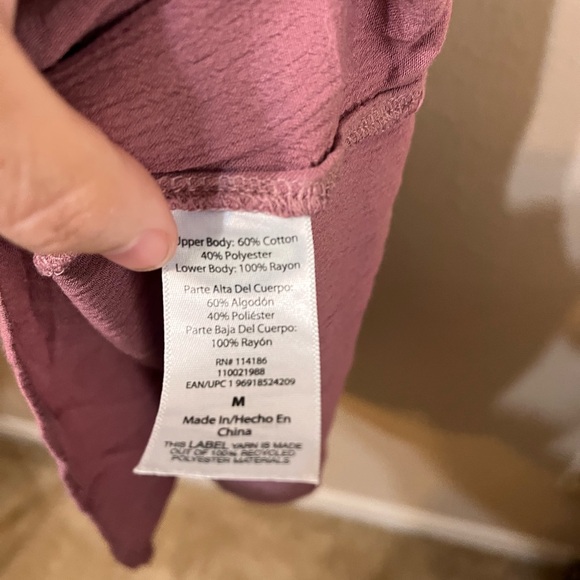 Upper Body: 60% Cotton
40% Polyester
Lower Body: 100% Rayon
Parte Alta Del Cuerpo:
60% Algodón
40% Poliéster
Parte Baja Del Cuerpo:
100% Rayón
RN# 114186
110021988
EAN/UPC 1 96918524209
M
Made In/Hecho En
China
THIS LABEL YARN IS MADE
OUT OF 100% RECYCLED
POLYESTER MATERIALS.